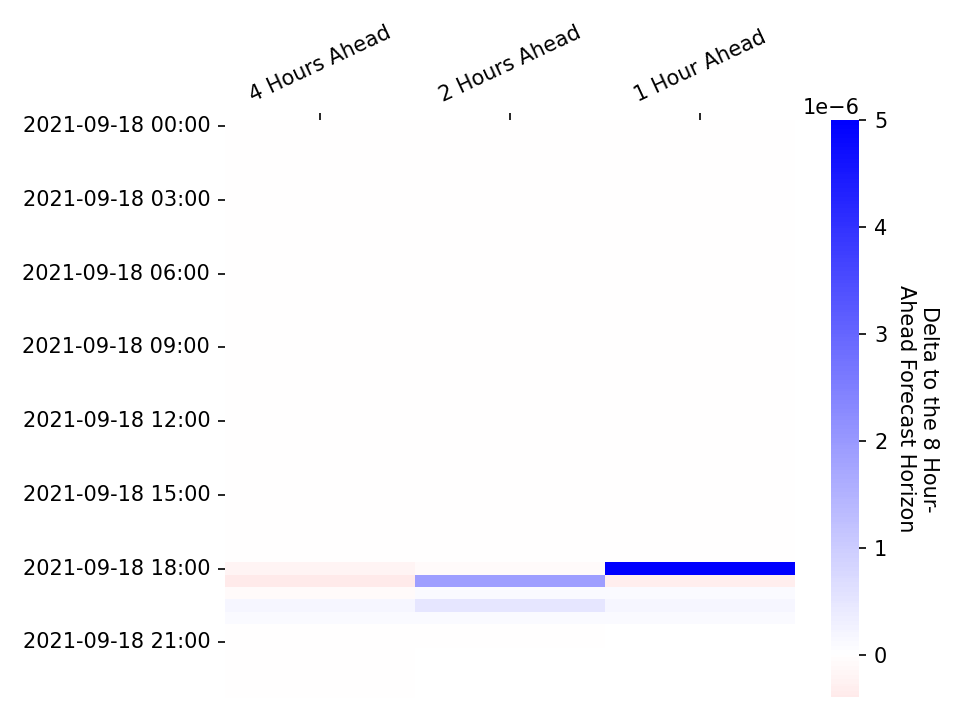 4 Hours Ahead
2 Hours Ahead
1 Hour Ahead
2021-09-18 00:00
2021-09-18 03:00
2021-09-18 06:00
2021-09-18 09:00
2021-09-18 12:00
2021-09-18 15:00
2021-09-18 18:00
2021-09-18 21:00
1e−6
5
4
3
2
1
0
Delta to the 8 Hour-
Ahead Forecast Horizon